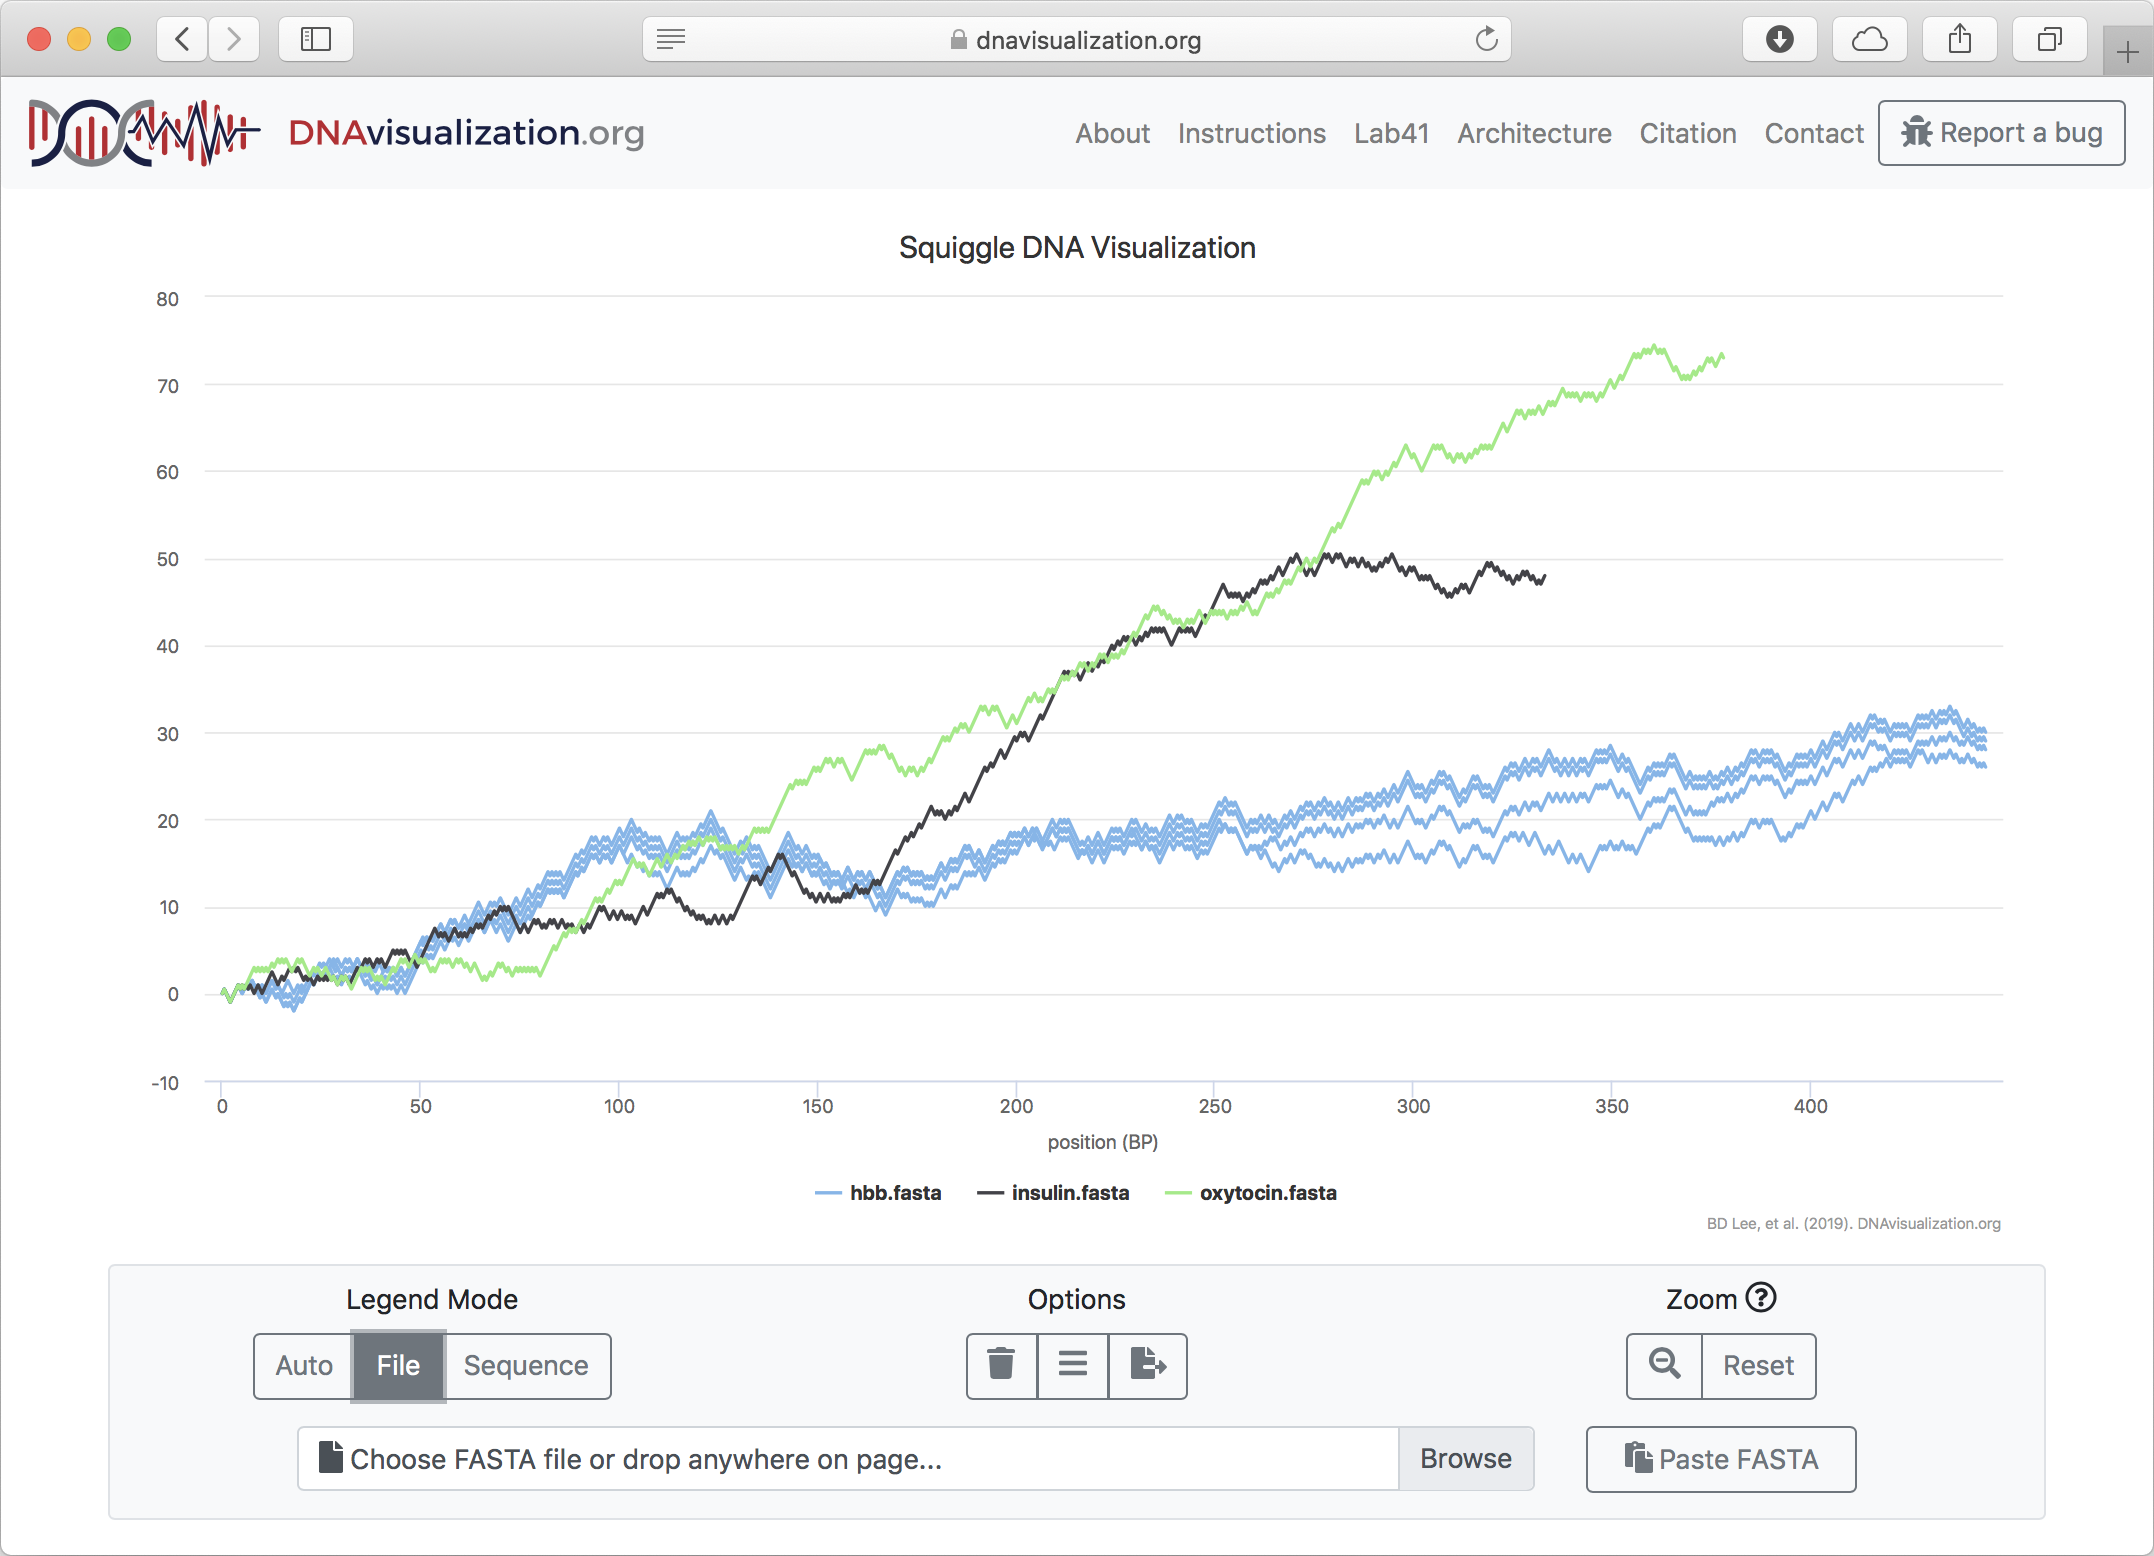 dnavisualization.org
DNAvisualization.org
About Instructions Lab41 Architecture Citation Contact Report a bug
Squiggle DNA Visualization
80
70
60
50
40
30
20
10
0
-10
0 50 100 150 200 250 300 350 400
position (BP)
hbb.fasta insulin.fasta oxytocin.fasta
BD Lee, et al. (2019). DNAvisualization.org
Legend Mode Options Zoom ?
Auto File Sequence Reset
Choose FASTA file or drop anywhere on page... Browse Paste FASTA